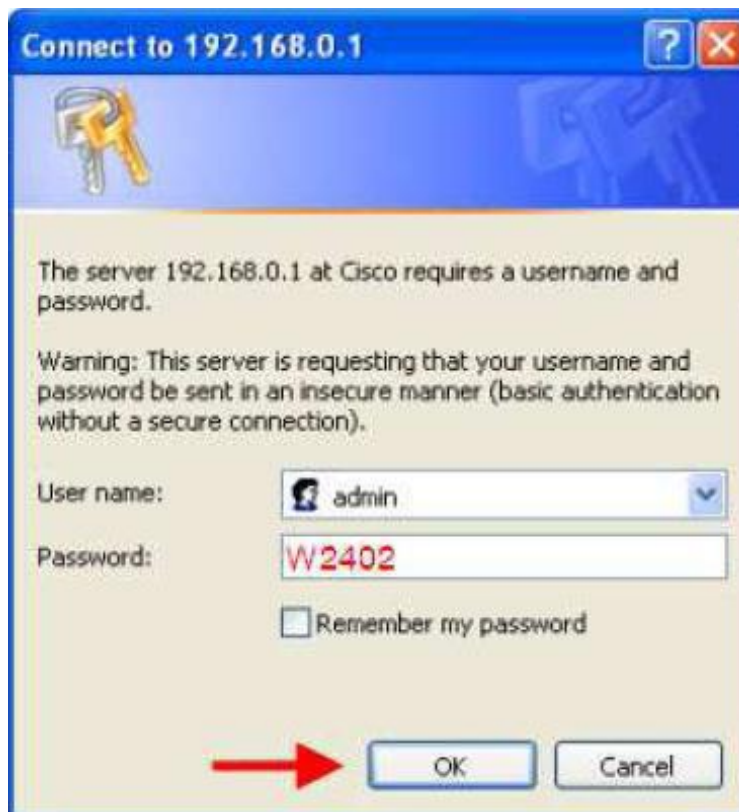 Connect to 192.168.0.1
The server 192.168.0.1 at Cisco requires a username and
password.
Warning: This server is requesting that your username and
password be sent in an insecure manner (basic authentication
without a secure connection).
User name:
admin
Password:
W2402
Remember my password
OK
Cancel